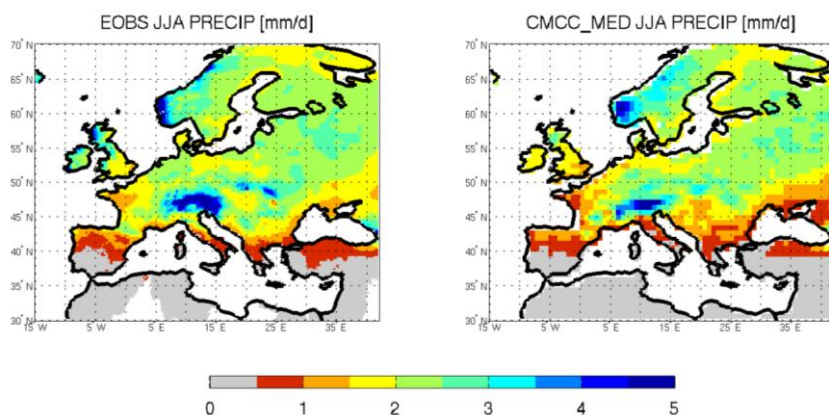 EOBS JJA PRECIP [mm/d]
CMCC_MED JJA PRECIP [mm/d]
70° N
65° N
60° N
55° N
50° N
45° N
40° N
35° N
30° N
15 W 5 W 5 E 15 E 25 E 35 E
70° N
65° N
60° N
55° N
50° N
45° N
40° N
35° N
30° N
15 W 5 W 5 E 15 E 25 E 35 E
0 1 2 3 4 5